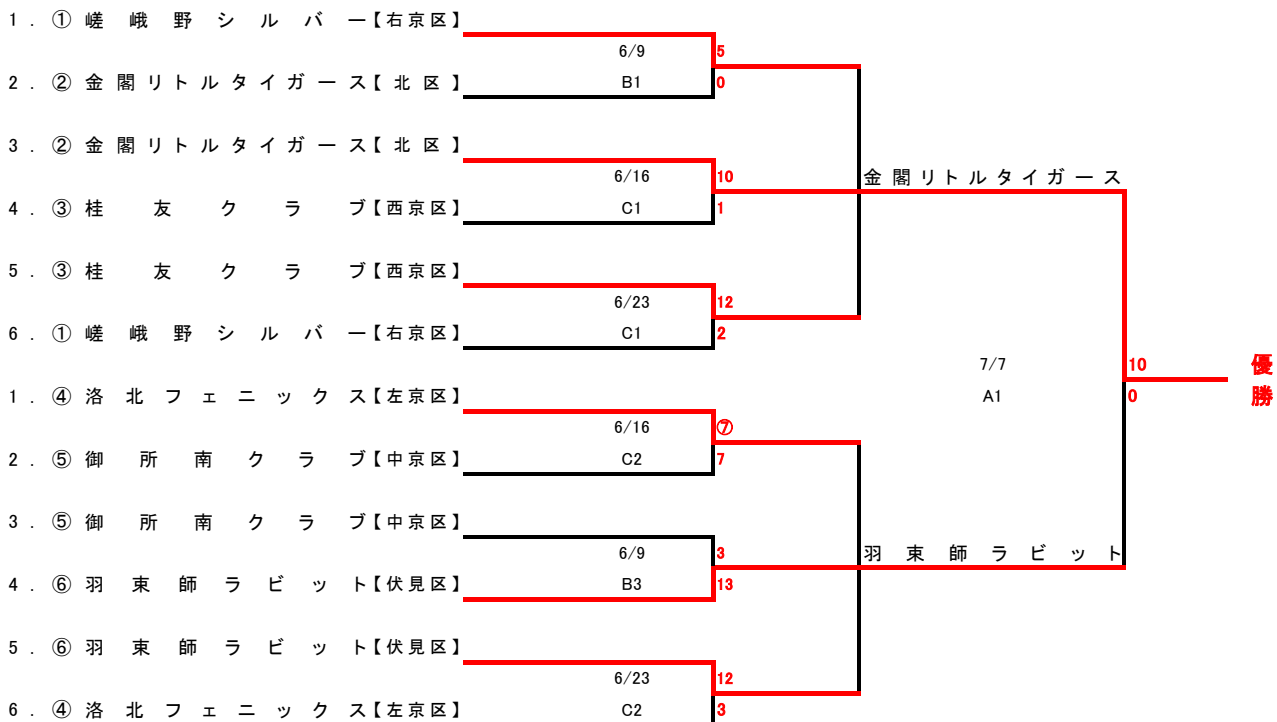 1. ①嵯峨野シルバー【右京区】
6/9 5
2. ②金閣リトルタイガース【北区】 B1 0
3. ②金閣リトルタイガース【北区】
6/16 10 金閣リトルタイガース
4. ③桂友クラブ【西京区】 C1 1
5. ③桂友クラブ【西京区】
6/23 12
6. ①嵯峨野シルバー【右京区】 C1 2
7/7 10 優
1. ④洛北フェニックス【左京区】 A1 0 勝
6/16 ⑦
2. ⑤御所南クラブ【中京区】 C2 7
3. ⑤御所南クラブ【中京区】
6/9 3 羽束師ラビット
4. ⑥羽束師ラビット【伏見区】 B3 13
5. ⑥羽束師ラビット【伏見区】
6/23 12
6. ④洛北フェニックス【左京区】 C2 3